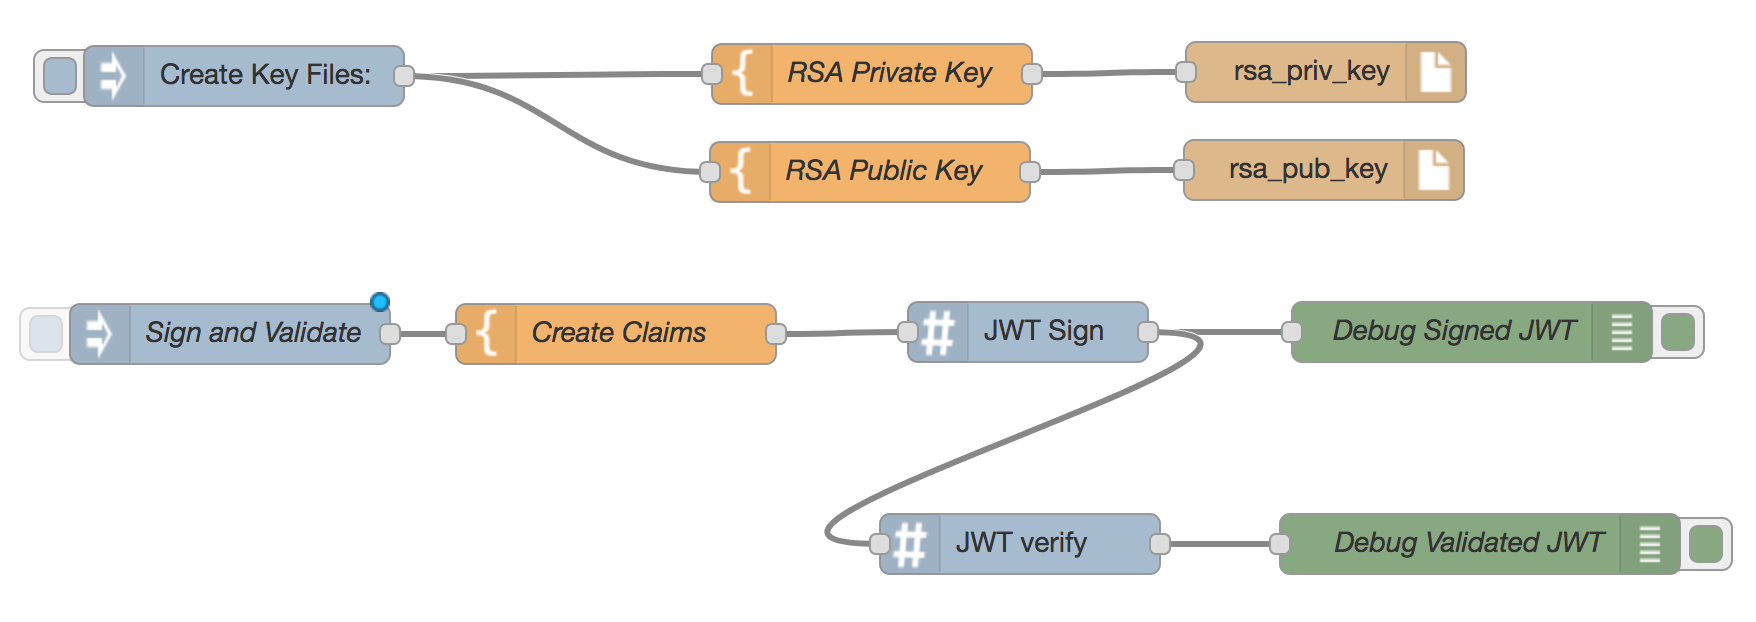 Create Key Files:
RSA Private Key
rsa_priv_key
RSA Public Key
rsa_pub_key
Sign and Validate
Create Claims
JWT Sign
Debug Signed JWT
JWT verify
Debug Validated JWT